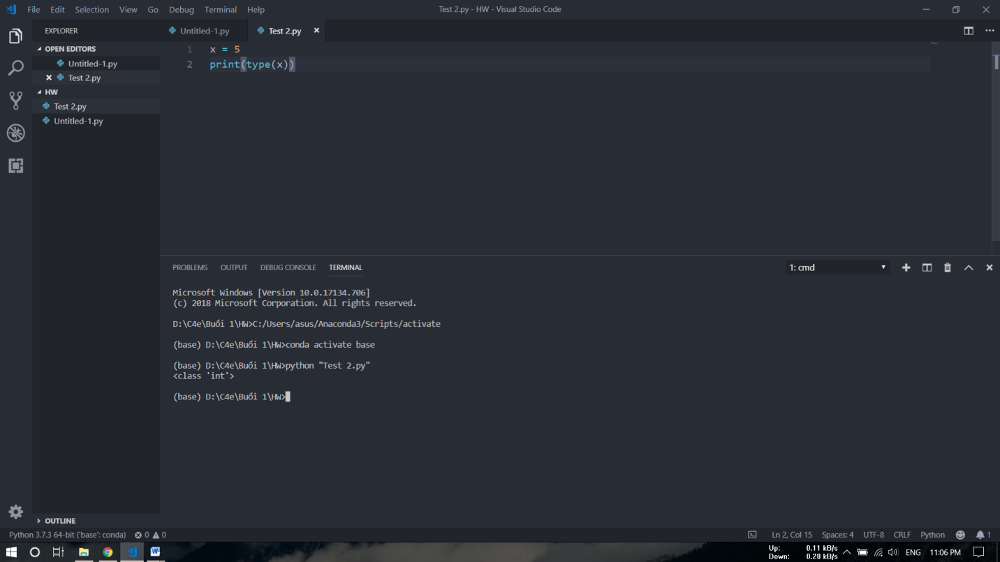 File Edit Selection View Go Debug Terminal Help
Test 2.py - HW - Visual Studio Code
EXPLORER
Untitled-1.py
Test 2.py
OPEN EDITORS
Untitled-1.py
Test 2.py
HW
Test 2.py
Untitled-1.py
1 x = 5
2 print(type(x))
PROBLEMS OUTPUT DEBUG CONSOLE TERMINAL
1: cmd
Microsoft Windows [Version 10.0.17134.706]
(c) 2018 Microsoft Corporation. All rights reserved.
D:\C4e\Buổi 1\HW>C:/Users/asus/Anaconda3/Scripts/activate
(base) D:\C4e\Buổi 1\HW>conda activate base
(base) D:\C4e\Buổi 1\HW>python "Test 2.py"
<class 'int'>
(base) D:\C4e\Buổi 1\HW>
OUTLINE
Python 3.7.3 64-bit ('base': conda) 0 0
Ln 2, Col 15 Spaces: 4 UTF-8 CRLF Python 1
Up: 0.11 kB/s
Down: 0.28 kB/s
ENG 11:06 PM